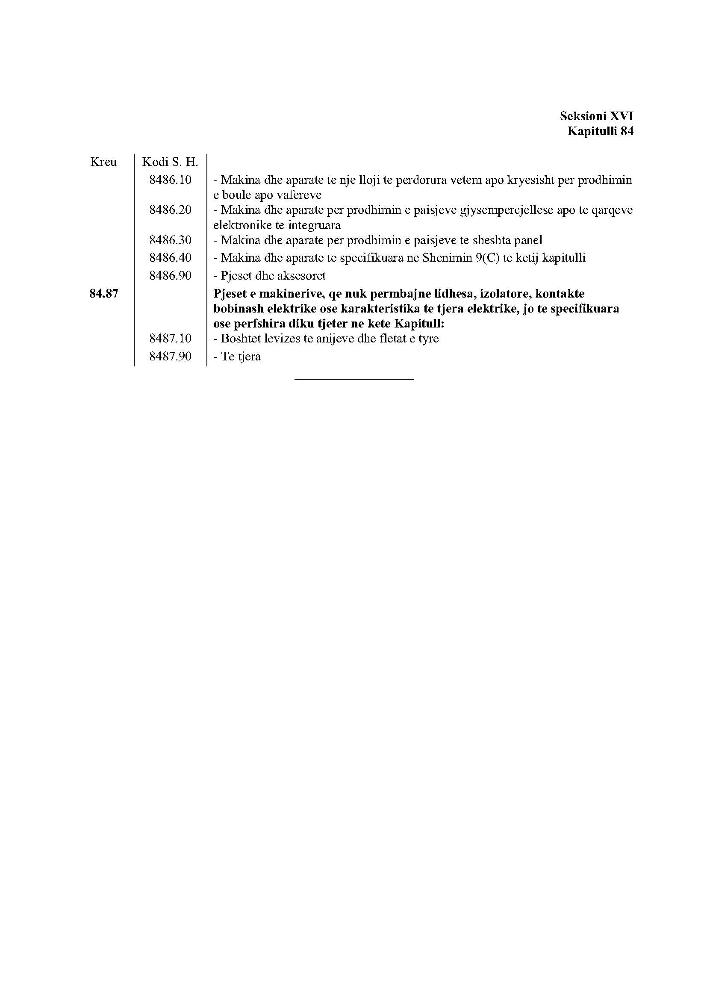 Seksioni XVI
Kapitulli 84
Kreu Kodi S. H.
8486.10 - Makina dhe aparate te nje lloji te perdorura vetem apo kryesisht per prodhimin
e boule apo vafereve
8486.20 - Makina dhe aparate per prodhimin e paisjeve gjysempercjellese apo te qarqeve
elektronike te integruara
8486.30 - Makina dhe aparate per prodhimin e paisjeve te sheshta panel
8486.40 - Makina dhe aparate te specifikuara ne Shenimin 9(C) te ketij kapitulli
8486.90 - Pjeset dhe aksesoret
84.87 Pjeset e makinerive, qe nuk permbajne lidhesa, izolatore, kontakte
bobinash elektrike ose karakteristika te tjera elektrike, jo te specifikuara
ose perfshira diku tjeter ne kete Kapitull:
8487.10 - Boshtet levizes te anijeve dhe fletat e tyre
8487.90 - Te tjera